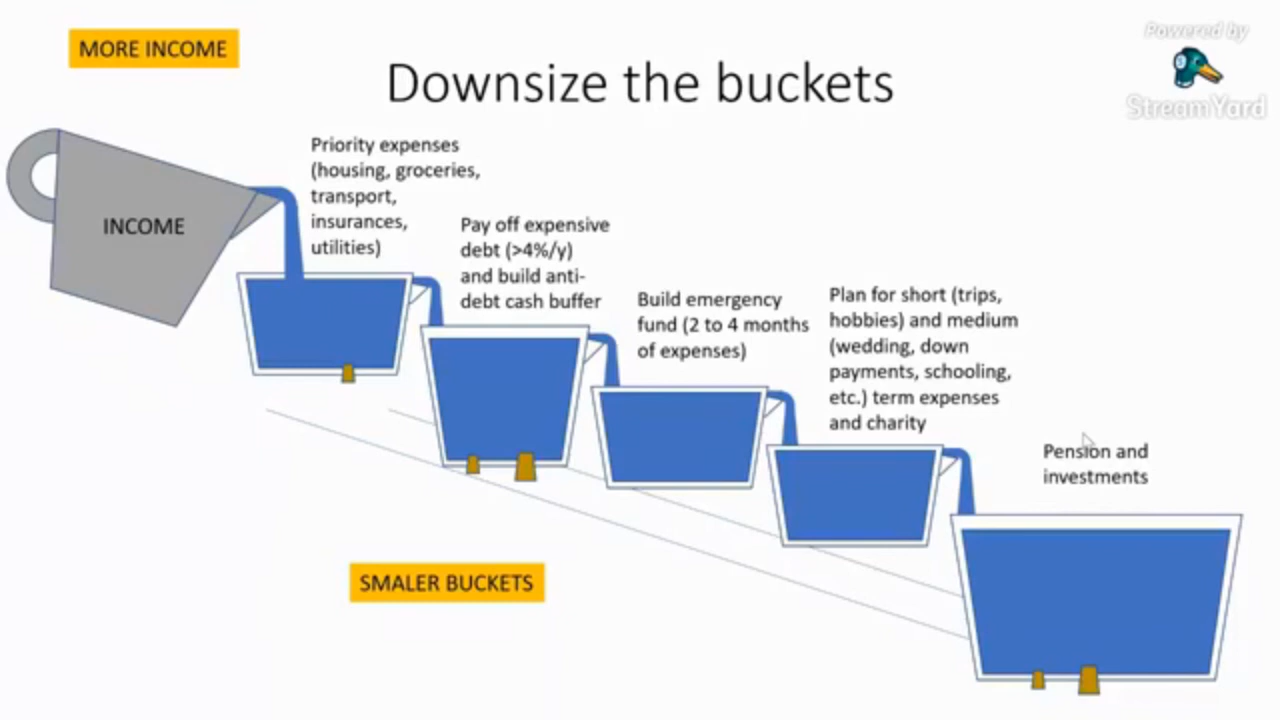 MORE INCOME
Powered by
StreamYard
Downsize the buckets
INCOME
Priority expenses
(housing, groceries,
transport,
insurances,
utilities)
Pay off expensive
debt (>4%/y)
and build anti-
debt cash buffer
Build emergency
fund (2 to 4 months
of expenses)
Plan for short (trips,
hobbies) and medium
(wedding, down
payments, schooling,
etc.) term expenses
and charity
Pension and
investments
SMALER BUCKETS